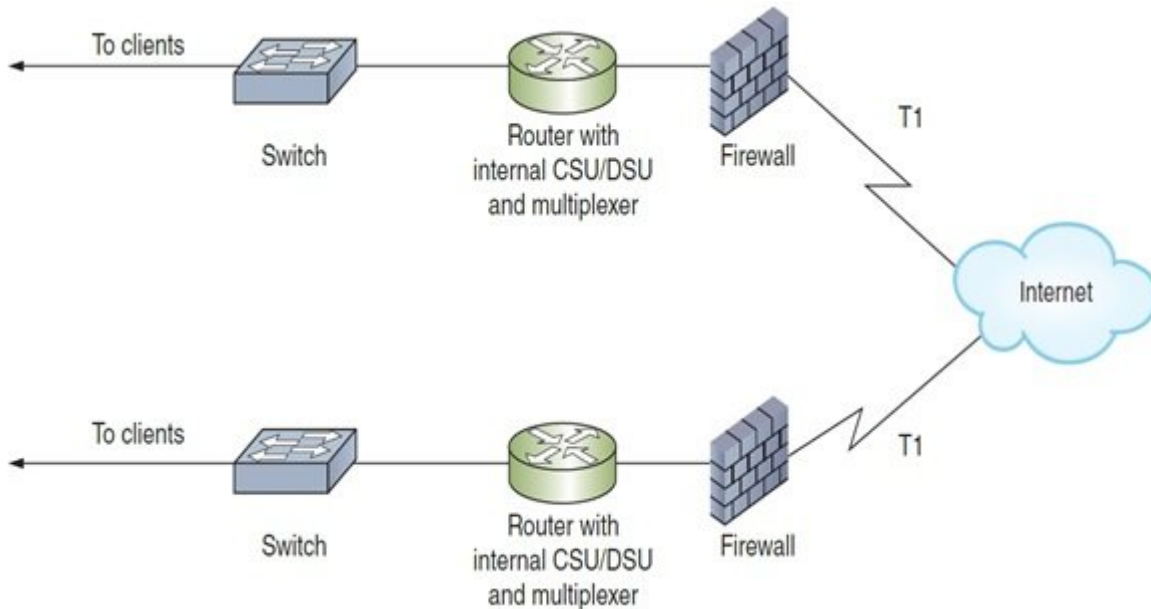 To clients
Switch
Router with
internal CSU/DSU
and multiplexer
Firewall
T1
Internet
To clients
Switch
Router with
internal CSU/DSU
and multiplexer
Firewall
T1